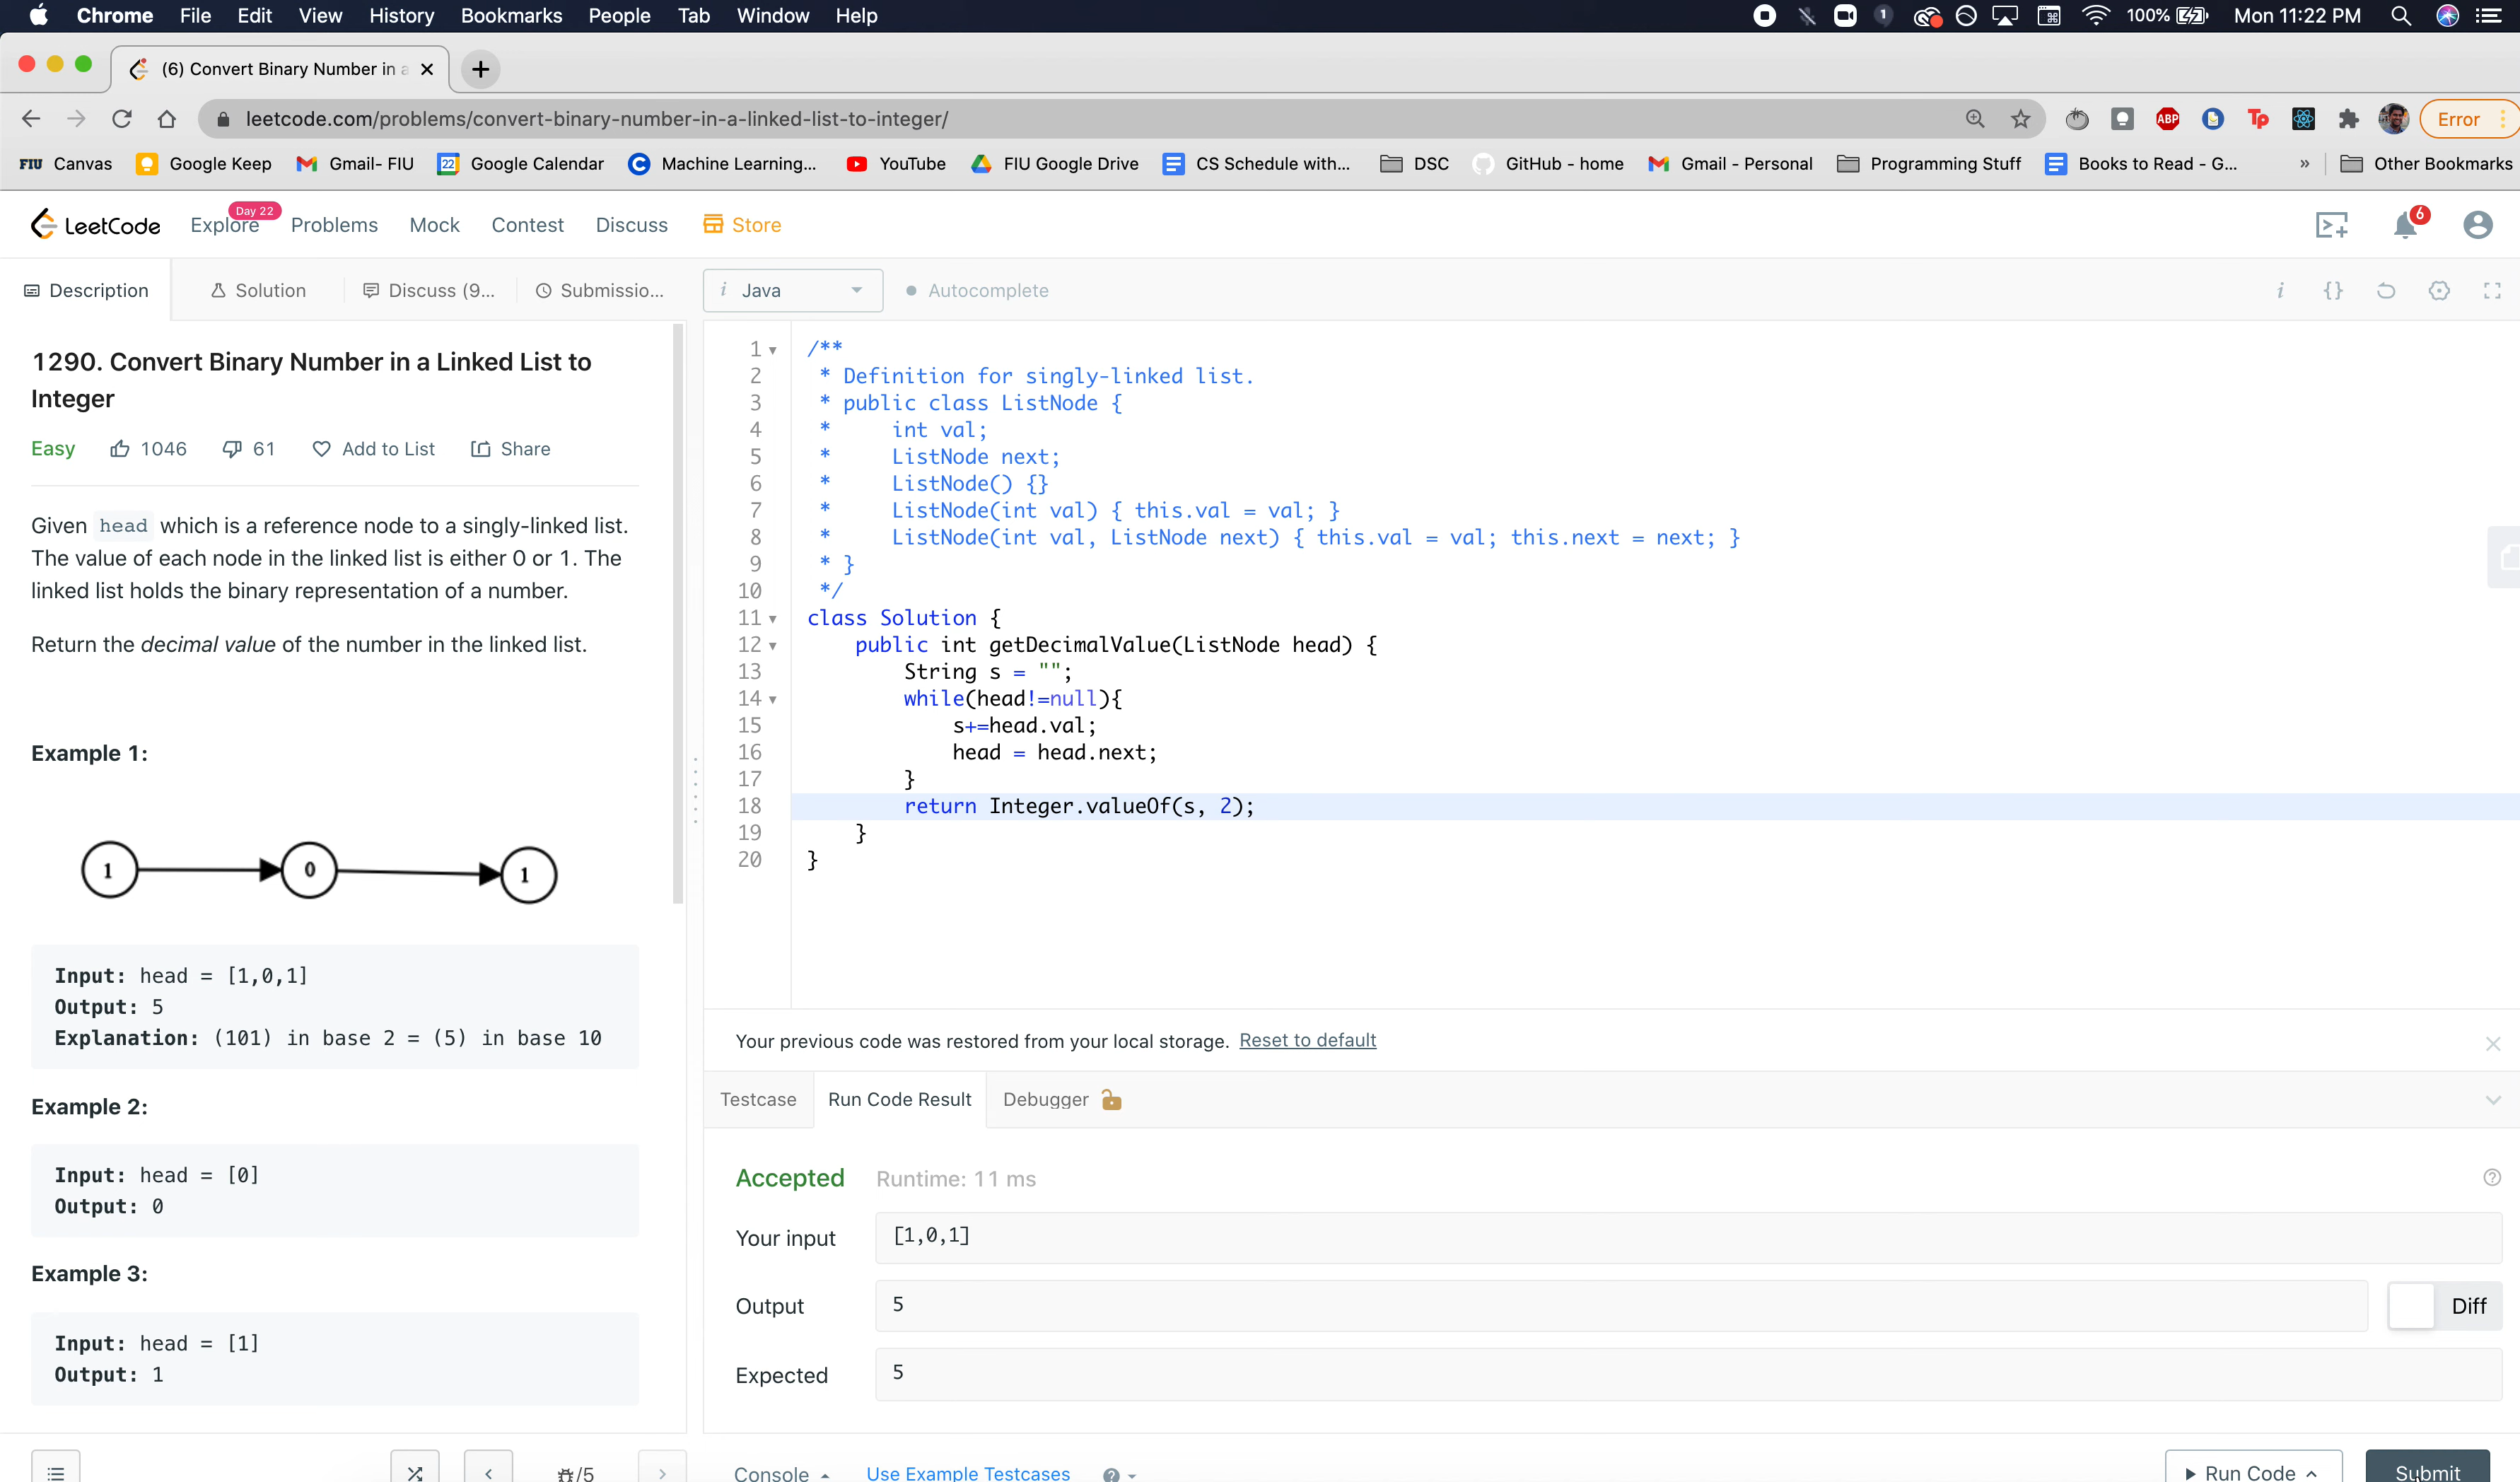 Chrome File Edit View History Bookmarks People Tab Window Help 1 100% Mon 11:22 PM
(6) Convert Binary Number in a
leetcode.com/problems/convert-binary-number-in-a-linked-list-to-integer/ ABP Tp Error
FIU Canvas Google Keep Gmail- FIU 22 Google Calendar Machine Learning... YouTube FIU Google Drive CS Schedule with... DSC GitHub - home Gmail - Personal Programming Stuff Books to Read - G... » Other Bookmarks
LeetCode Explore Day 22 Problems Mock Contest Discuss Store 6
Description Solution Discuss (9... Submissio... i Java Autocomplete i {}
1290. Convert Binary Number in a Linked List to
Integer
Easy 1046 61 Add to List Share
Given head which is a reference node to a singly-linked list.
The value of each node in the linked list is either 0 or 1. The
linked list holds the binary representation of a number.
Return the decimal value of the number in the linked list.
Example 1:
1 0 1
Input: head = [1,0,1]
Output: 5
Explanation: (101) in base 2 = (5) in base 10
Example 2:
Input: head = [0]
Output: 0
Example 3:
Input: head = [1]
Output: 1
/5
1 /**
2 * Definition for singly-linked list.
3 * public class ListNode {
4 * int val;
5 * ListNode next;
6 * ListNode() {}
7 * ListNode(int val) { this.val = val; }
8 * ListNode(int val, ListNode next) { this.val = val; this.next = next; }
9 * }
10 */
11 class Solution {
12 public int getDecimalValue(ListNode head) {
13 String s = "";
14 while(head!=null){
15 s+=head.val;
16 head = head.next;
17 }
18 return Integer.valueOf(s, 2);
19 }
20 }
Your previous code was restored from your local storage. Reset to default
Testcase Run Code Result Debugger
Accepted Runtime: 11 ms
Your input [1,0,1]
Output 5 Diff
Expected 5
Console Use Example Testcases Run Code Submit